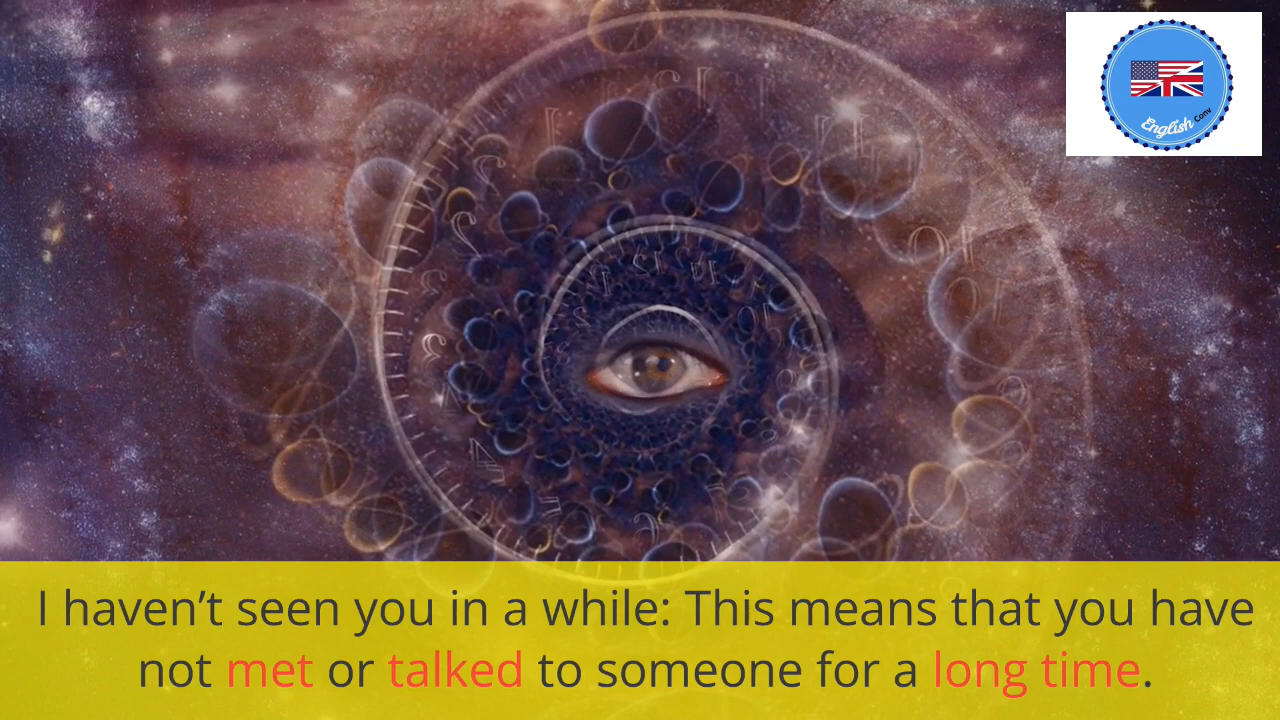 English Conv
I haven’t seen you in a while: This means that you have
not met or talked to someone for a long time.